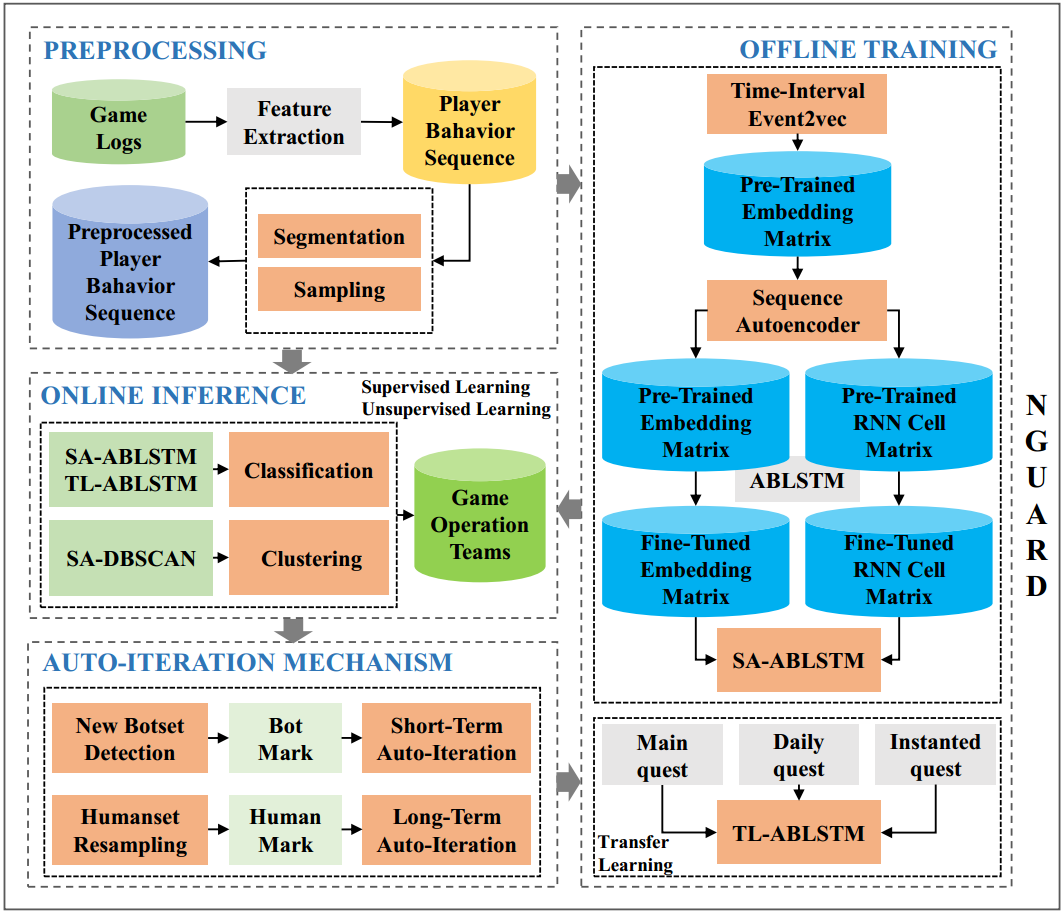 PREPROCESSING
Game
Logs
Feature
Extraction
Player
Bahavior
Sequence
Preprocessed
Player
Bahavior
Sequence
Segmentation
Sampling
ONLINE INFERENCE
Supervised Learning
Unsupervised Learning
SA-ABLSTM
TL-ABLSTM
Classification
SA-DBSCAN
Clustering
Game
Operation
Teams
AUTO-ITERATION MECHANISM
New Botset
Detection
Bot
Mark
Short-Term
Auto-Iteration
Humanset
Resampling
Human
Mark
Long-Term
Auto-Iteration
OFFLINE TRAINING
Time-Interval
Event2vec
Pre-Trained
Embedding
Matrix
Sequence
Autoencoder
Pre-Trained
Embedding
Matrix
Pre-Trained
RNN Cell
Matrix
ABLSTM
Fine-Tuned
Embedding
Matrix
Fine-Tuned
RNN Cell
Matrix
SA-ABLSTM
Main
quest
Daily
quest
Instanted
quest
TL-ABLSTM
Transfer
Learning
NGUARD